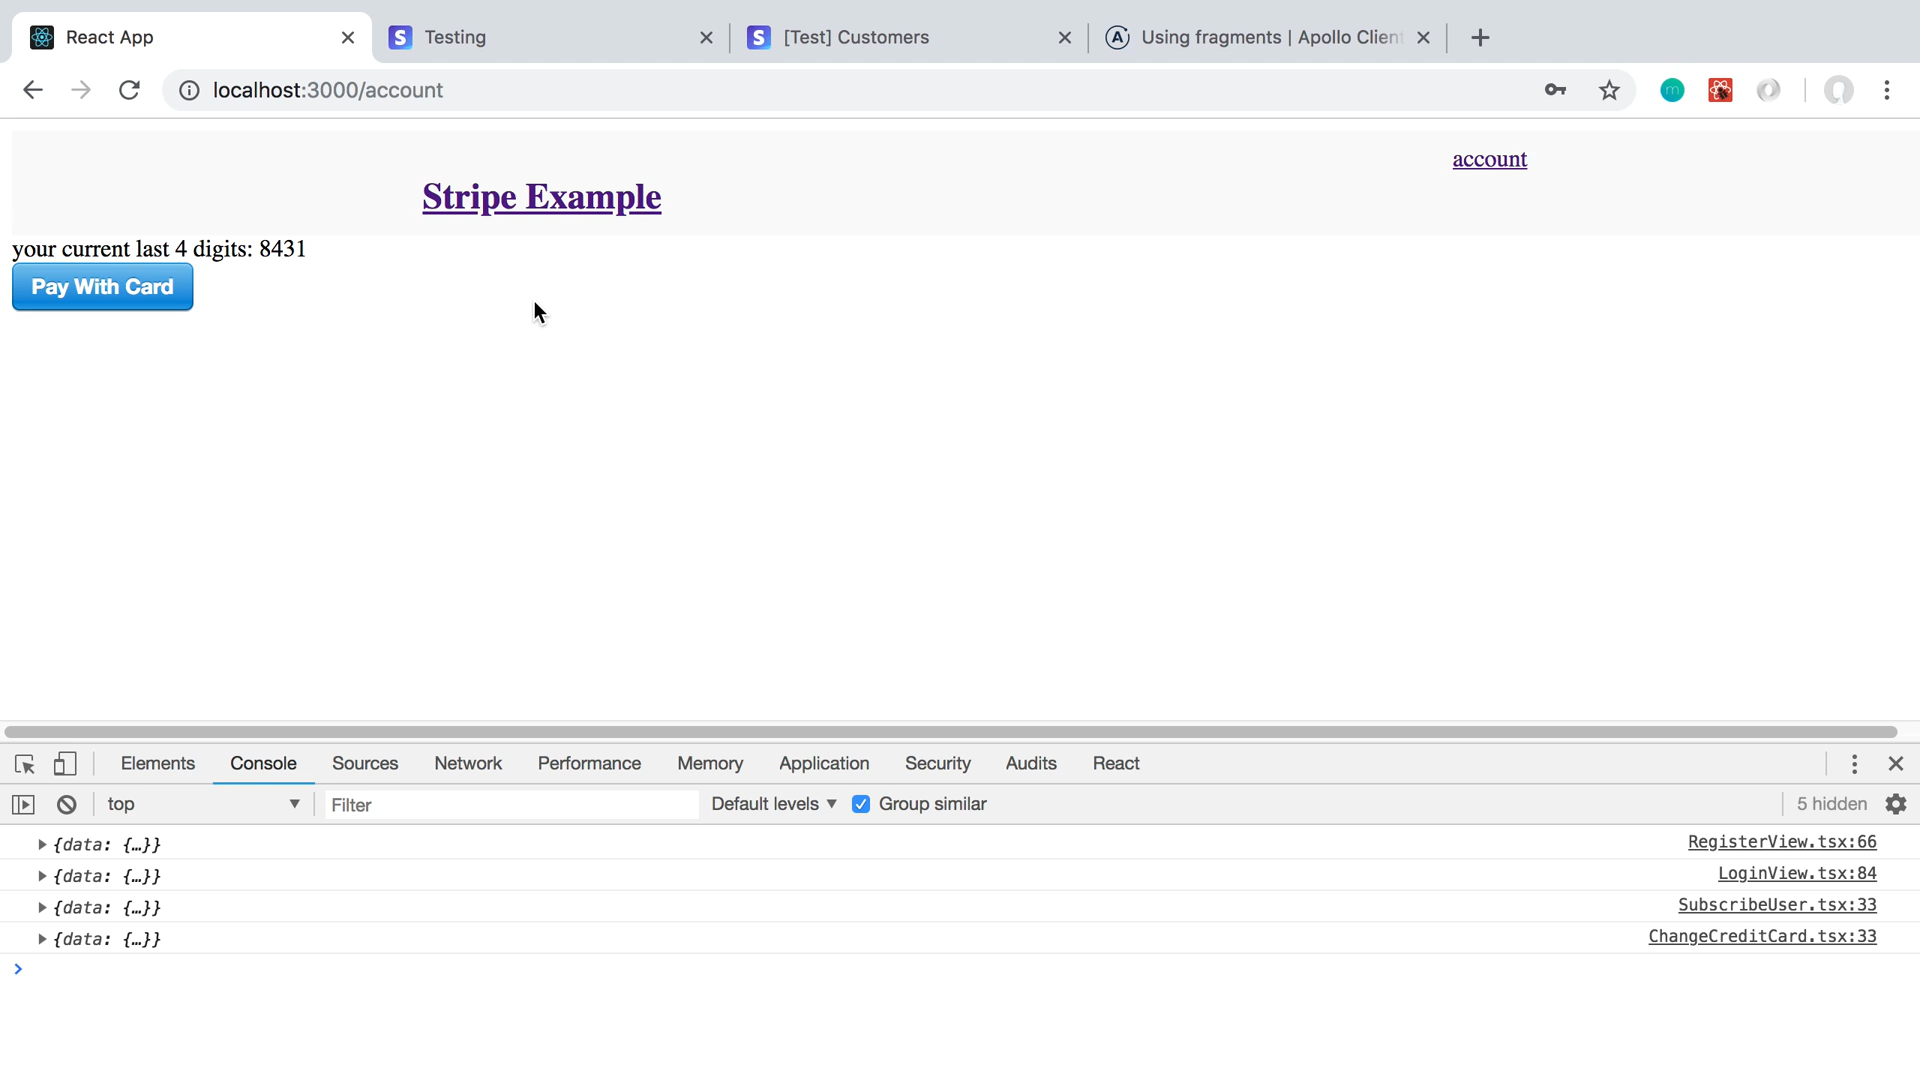 React App
Testing
[Test] Customers
Using fragments | Apollo Clien
localhost:3000/account
account
Stripe Example
your current last 4 digits: 8431
Pay With Card
Elements Console Sources Network Performance Memory Application Security Audits React
top Filter Default levels Group similar 5 hidden
{data: {…}} RegisterView.tsx:66
{data: {…}} LoginView.tsx:84
{data: {…}} SubscribeUser.tsx:33
{data: {…}} ChangeCreditCard.tsx:33